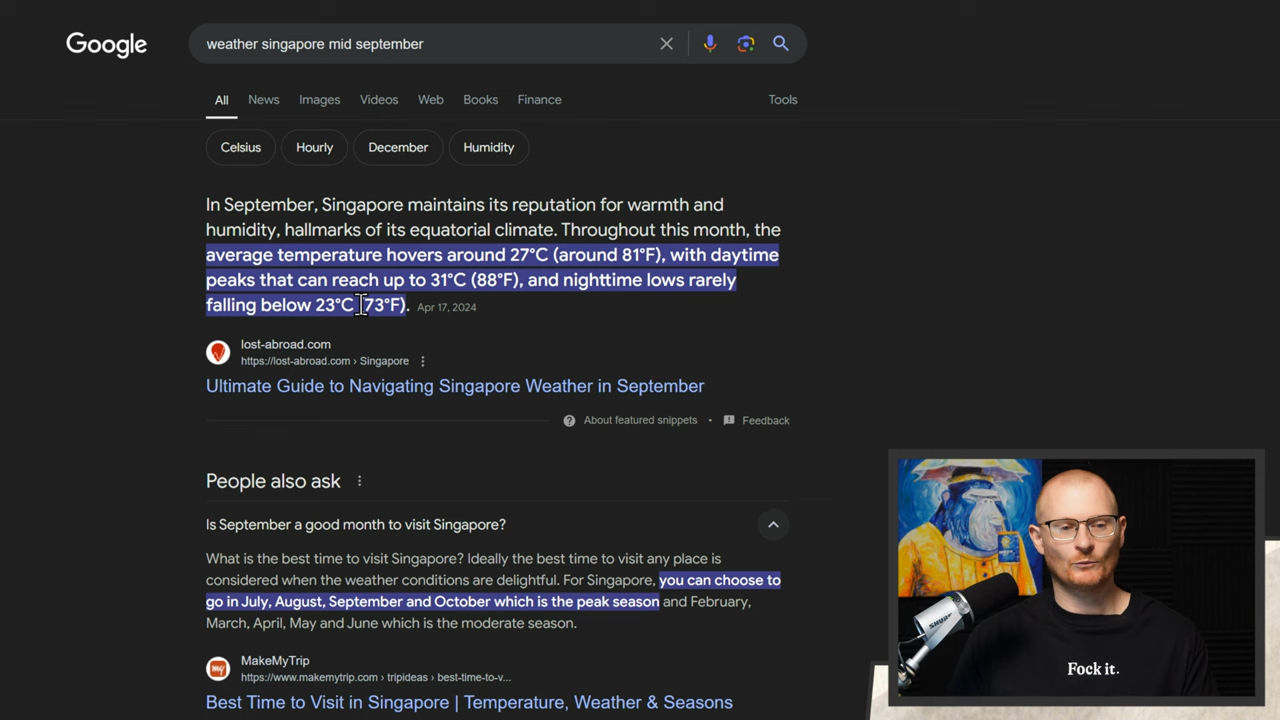 Google
weather singapore mid september
All News Images Videos Web Books Finance Tools
Celsius Hourly December Humidity
In September, Singapore maintains its reputation for warmth and
humidity, hallmarks of its equatorial climate. Throughout this month, the
average temperature hovers around 27°C (around 81°F), with daytime
peaks that can reach up to 31°C (88°F), and nighttime lows rarely
falling below 23°C (73°F). Apr 17, 2024
lost-abroad.com
https://lost-abroad.com › Singapore
Ultimate Guide to Navigating Singapore Weather in September
About featured snippets • Feedback
People also ask
Is September a good month to visit Singapore?
What is the best time to visit Singapore? Ideally the best time to visit any place is
considered when the weather conditions are delightful. For Singapore, you can choose to
go in July, August, September and October which is the peak season and February,
March, April, May and June which is the moderate season.
my
MakeMyTrip
https://www.makemytrip.com › tripideas › best-time-to-v...
Best Time to Visit in Singapore | Temperature, Weather & Seasons
SHURE
Fock it.